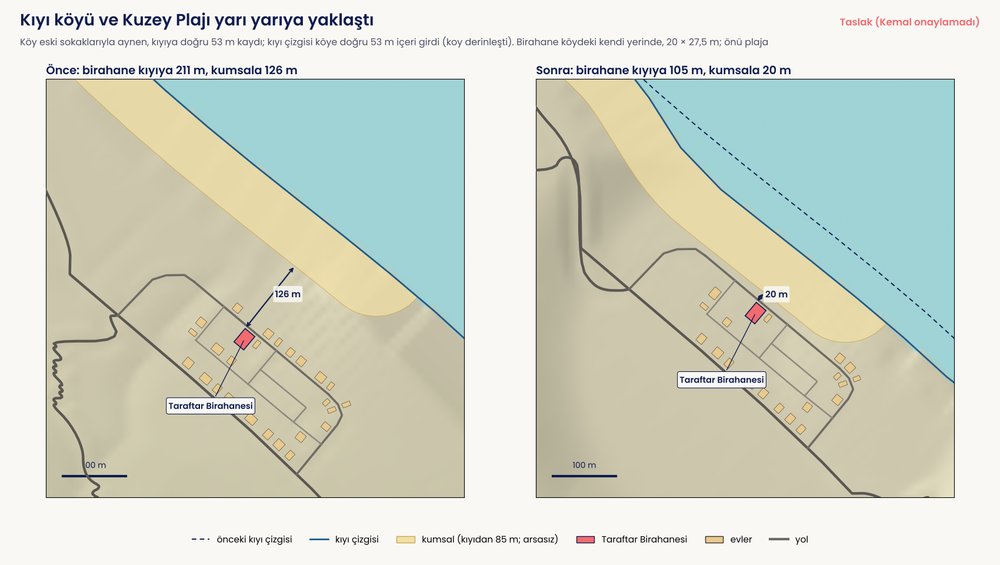 Kıyı köyü ve Kuzey Plajı yarı yarıya yaklaştı
Taslak (Kemal onaylamadı)
Köy eski sokaklarıyla aynen, kıyıya doğru 53 m kaydı; kıyı çizgisi köye doğru 53 m içeri girdi (koy derinleşti). Birahane köydeki kendi yerinde, 20 × 27,5 m; önü plaja
Önce: birahane kıyıya 211 m, kumsala 126 m
Sonra: birahane kıyıya 105 m, kumsala 20 m
126 m
Taraftar Birahanesi
00 m
20 m
Taraftar Birahanesi
100 m
önceki kıyı çizgisi
kıyı çizgisi
kumsal (kıyıdan 85 m; arsasız)
Taraftar Birahanesi
evler
yol